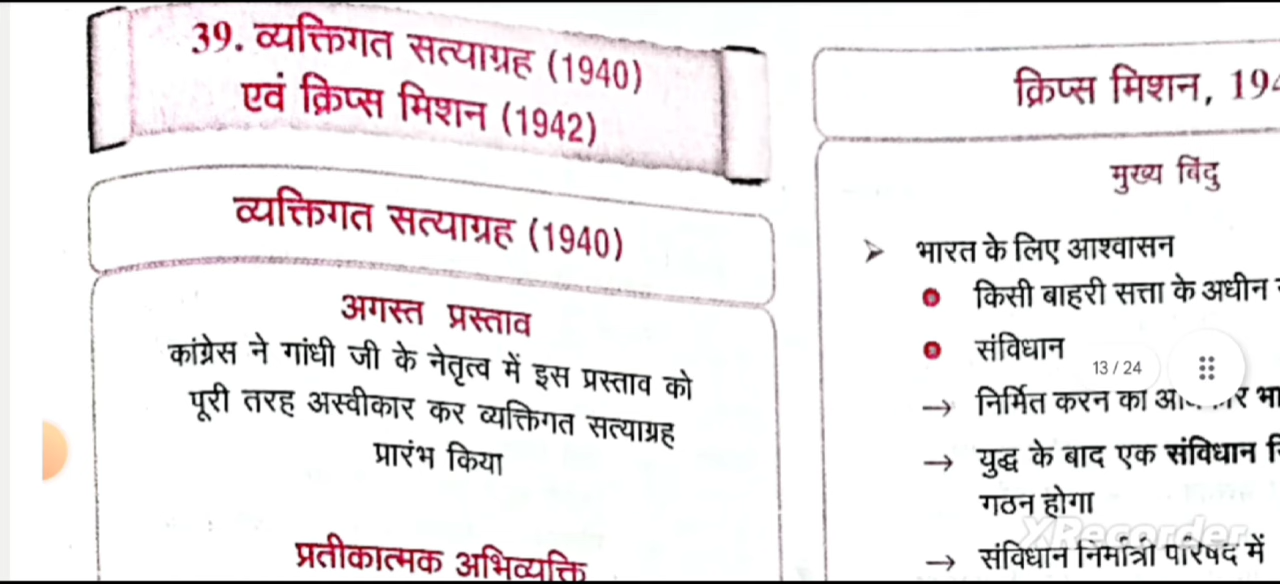 39. व्यक्तिगत सत्याग्रह (1940)
एवं क्रिप्स मिशन (1942)
व्यक्तिगत सत्याग्रह (1940)
अगस्त प्रस्ताव
कांग्रेस ने गांधी जी के नेतृत्व में इस प्रस्ताव को
पूरी तरह अस्वीकार कर व्यक्तिगत सत्याग्रह
प्रारंभ किया
प्रतीकात्मक अभिव्यक्ति
क्रिप्स मिशन,
मुख्य बिंदु
➢ भारत के लिए आश्वासन
किसी बाहरी सत्ता के अधीन
संविधान
13 / 24
→ निर्मित करन का
→ युद्ध के बाद एक संविधान
गठन होगा
XRecorder
→ संविधान निर्मात्री परिषद में